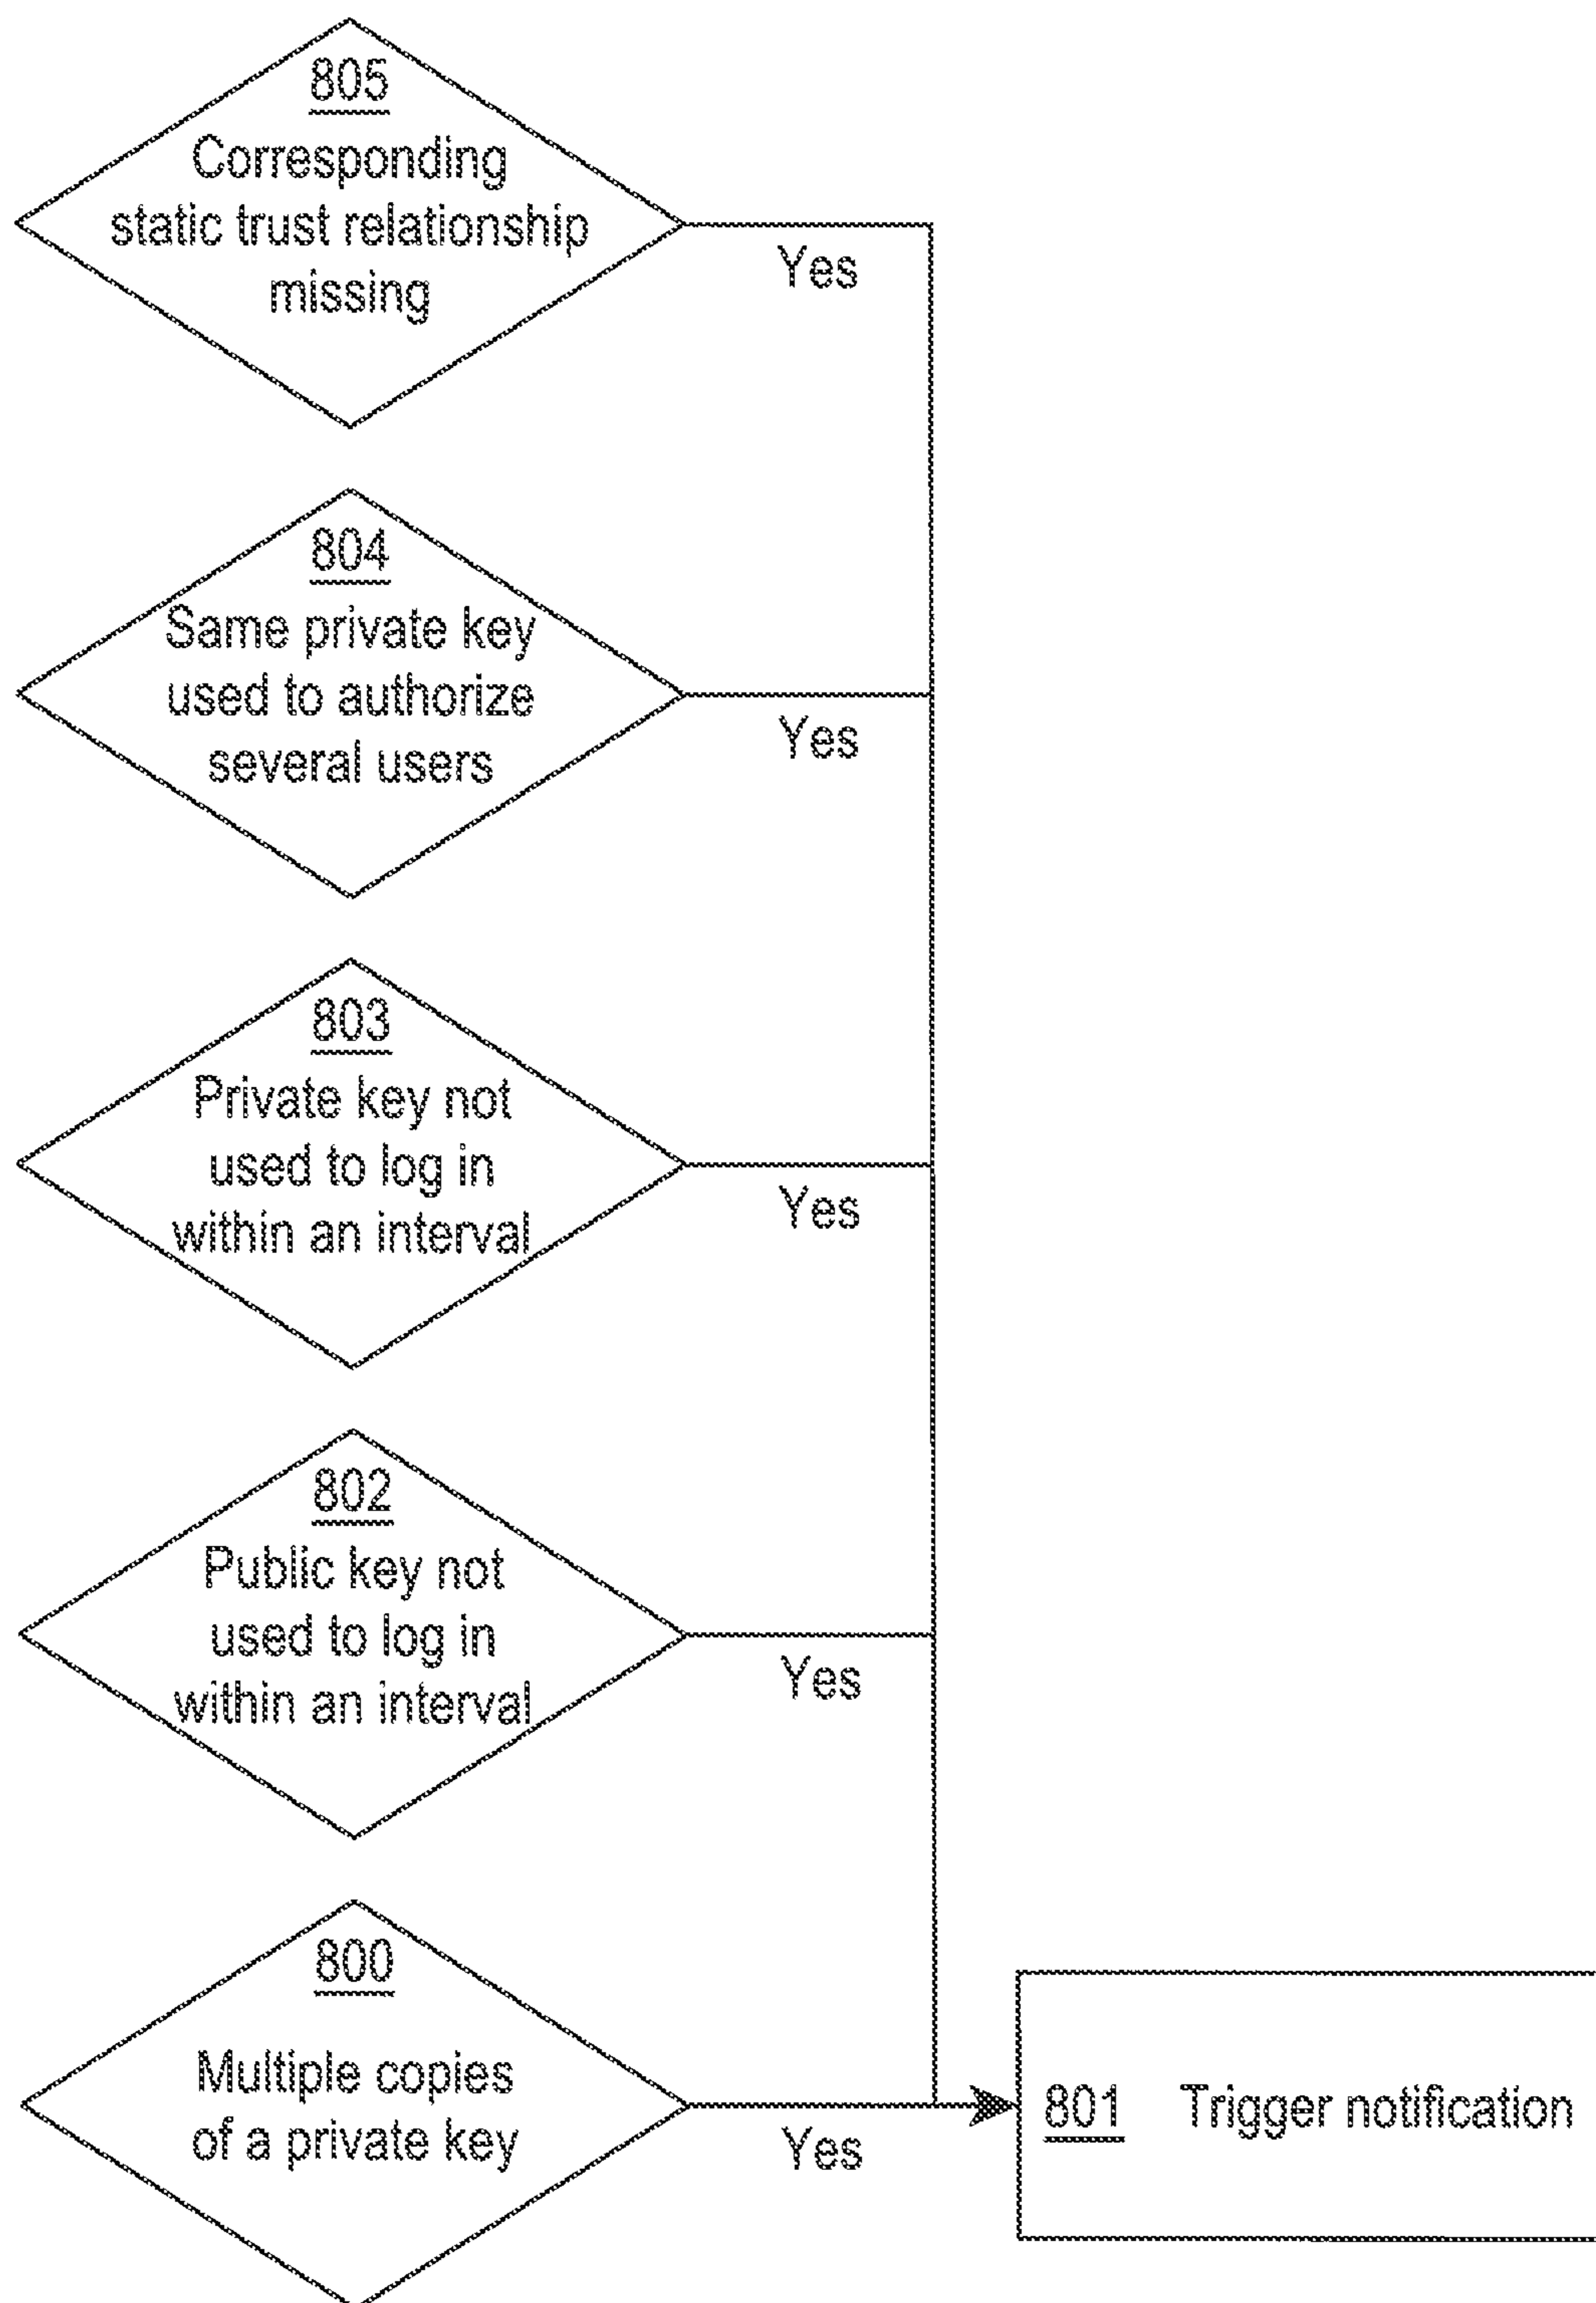 805
Corresponding
static trust relationship
missing
Yes
804
Same private key
used to authorize
several users
Yes
803
Private key not
used to log in
within an interval
Yes
802
Public key not
used to log in
within an interval
Yes
800
Multiple copies
of a private key
Yes
801 Trigger notification